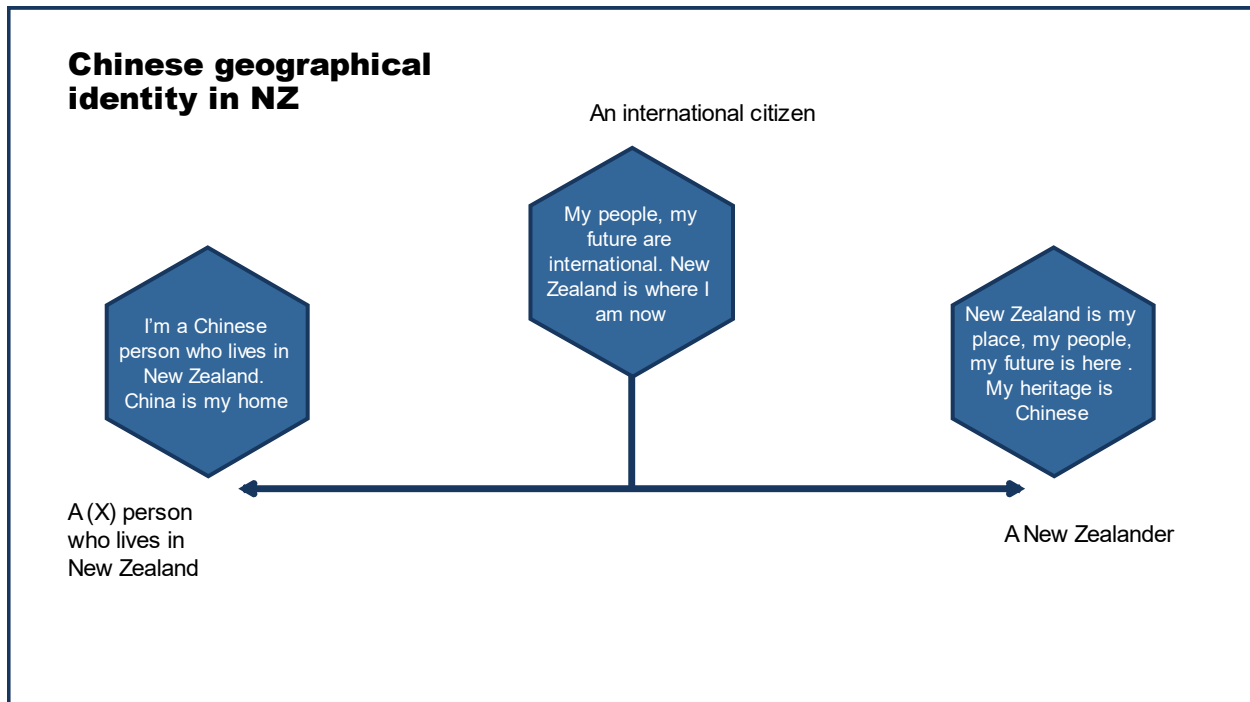 Chinese geographical
identity in NZ
An international citizen
My people, my
future are
international. New
Zealand is where I
am now
I'm a Chinese
person who lives in
New Zealand.
China is my home
New Zealand is my
place, my people,
my future is here .
My heritage is
Chinese
A (X) person
who lives in
New Zealand
A New Zealander